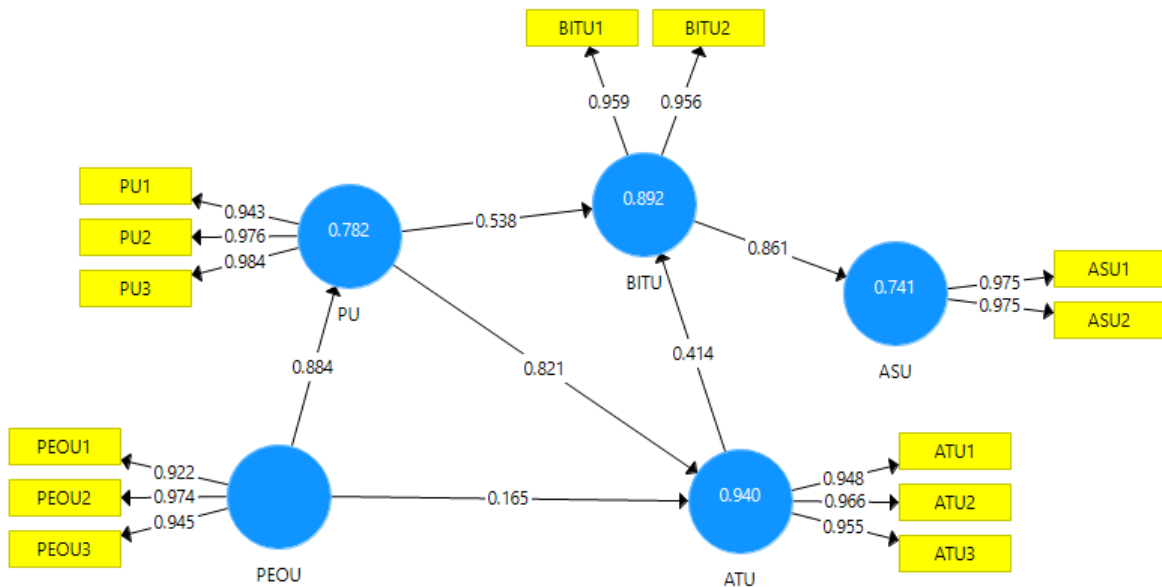 BITU1
BITU2
0.959
0.956
PU1
PU2
PU3
0.943
0.976
0.984
0.782
PU
0.538
0.892
BITU
0.861
0.741
ASU
0.975
0.975
ASU1
ASU2
0.884
0.821
0.414
PEOU1
PEOU2
PEOU3
0.922
0.974
0.945
PEOU
0.165
0.940
ATU
0.948
0.966
0.955
ATU1
ATU2
ATU3